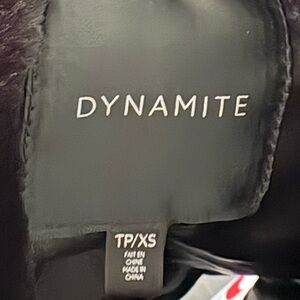 DYNAMITE
TP/XS
FAIT EN
CHINE
MADE IN
CHINA